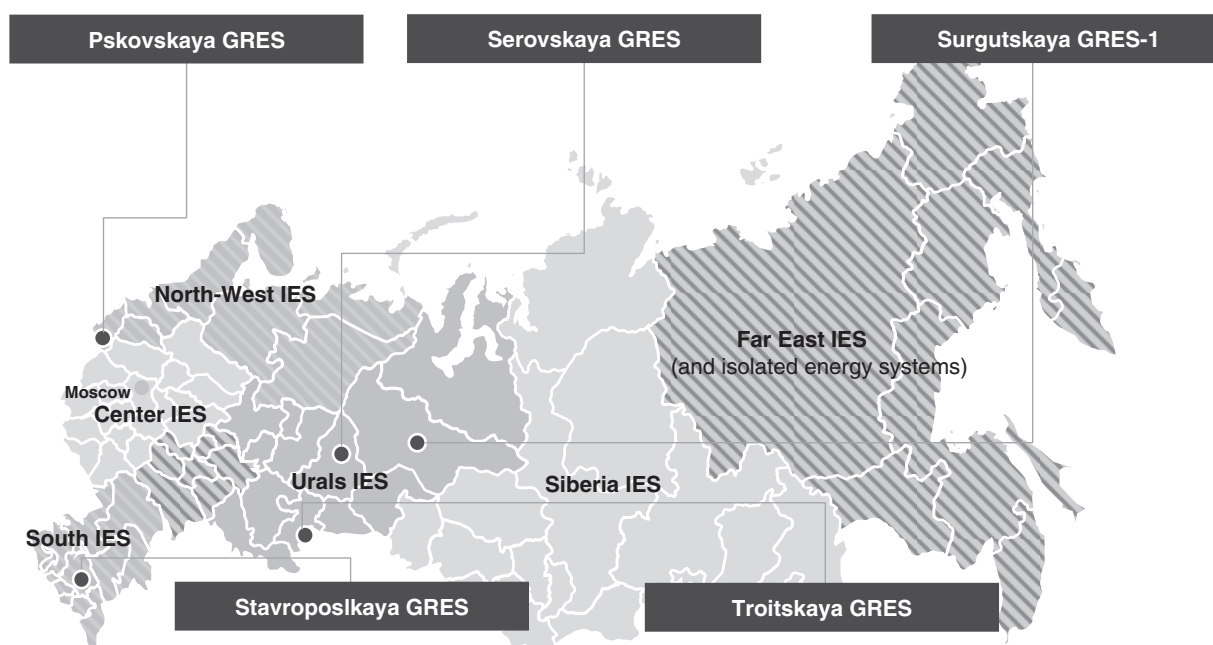 Pskovskaya GRES
Serovskaya GRES
Surgutskaya GRES-1
North-West IES
Far East IES
(and isolated energy systems)
Moscow
Center IES
Urals IES
Siberia IES
South IES
Stavroposlkaya GRES
Troitskaya GRES